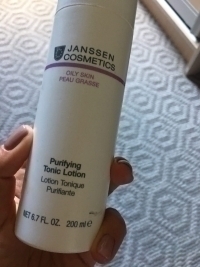 JANSSEN
COSMETICS
OILY SKIN
PEAU GRASSE
Purifying
Tonic Lotion
Lotion Tonique
Purifiante
NET 6.7 FL. OZ. 200 ml e